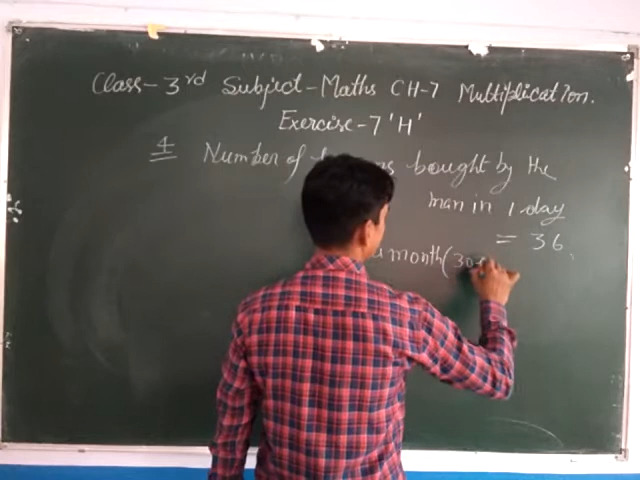 Class-3rd Subject-Maths CH-7 Multiplication.
Exercise-7'H'
4 Number of bought by the
man in 1 day
= 36
month(30